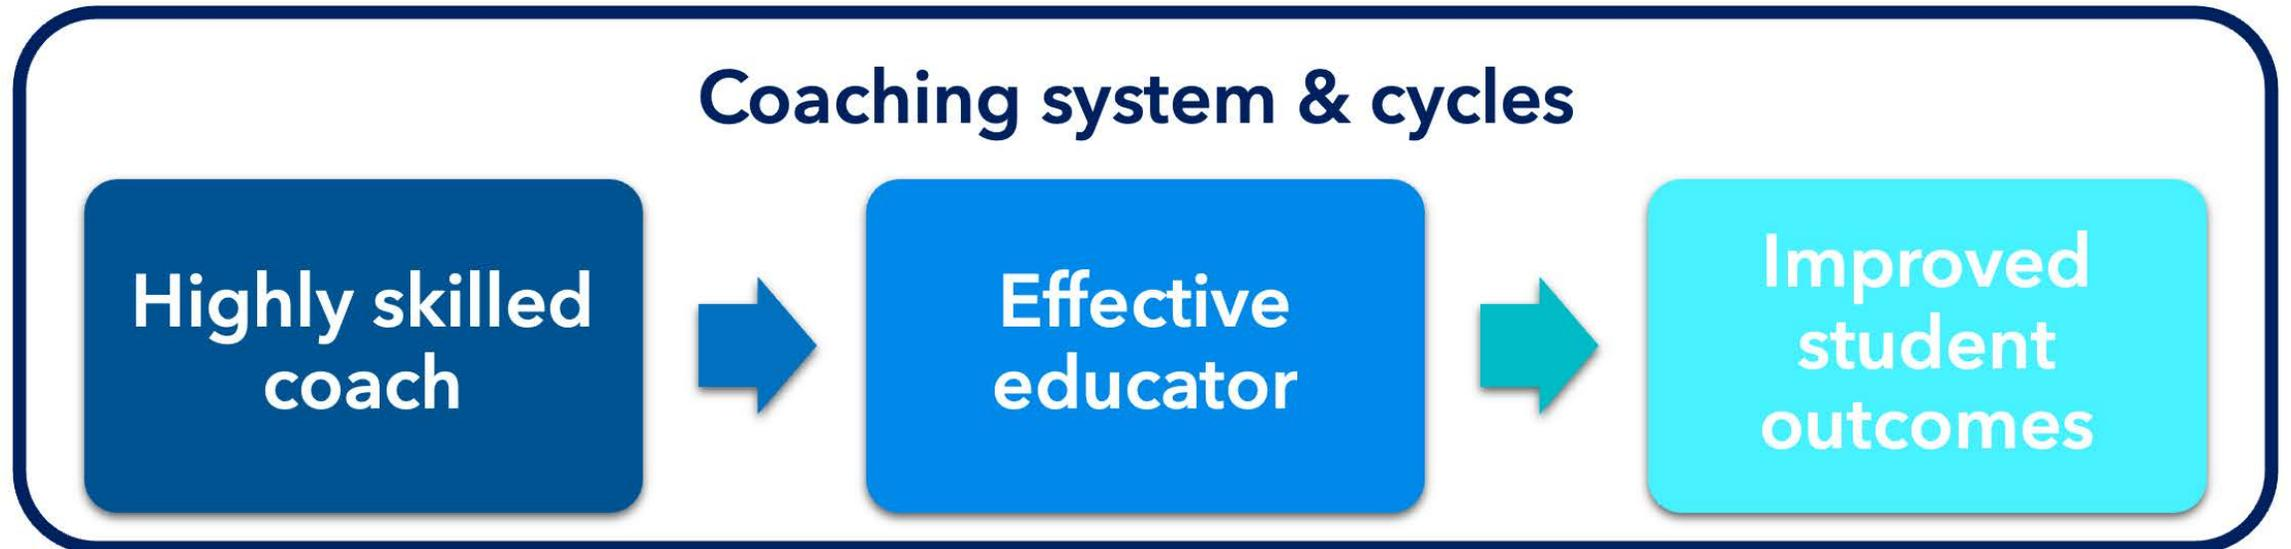 Coaching system & cycles
Highly skilled
coach
Effective
educator
Improved
student
outcomes